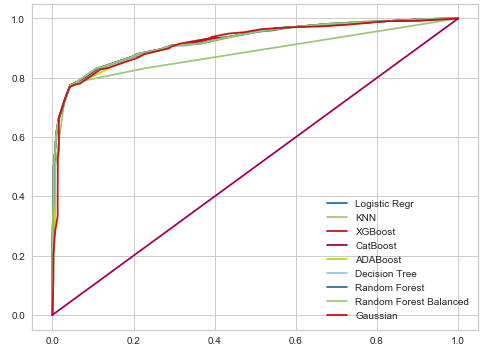 1.0
0.8
0.6
0.4
0.2
0.0
Logistic Regr
KNN
XGBoost
CatBoost
ADABoost
Decision Tree
Random Forest
Random Forest Balanced
Gaussian
0.0 0.2 0.4 0.6 0.8 1.0